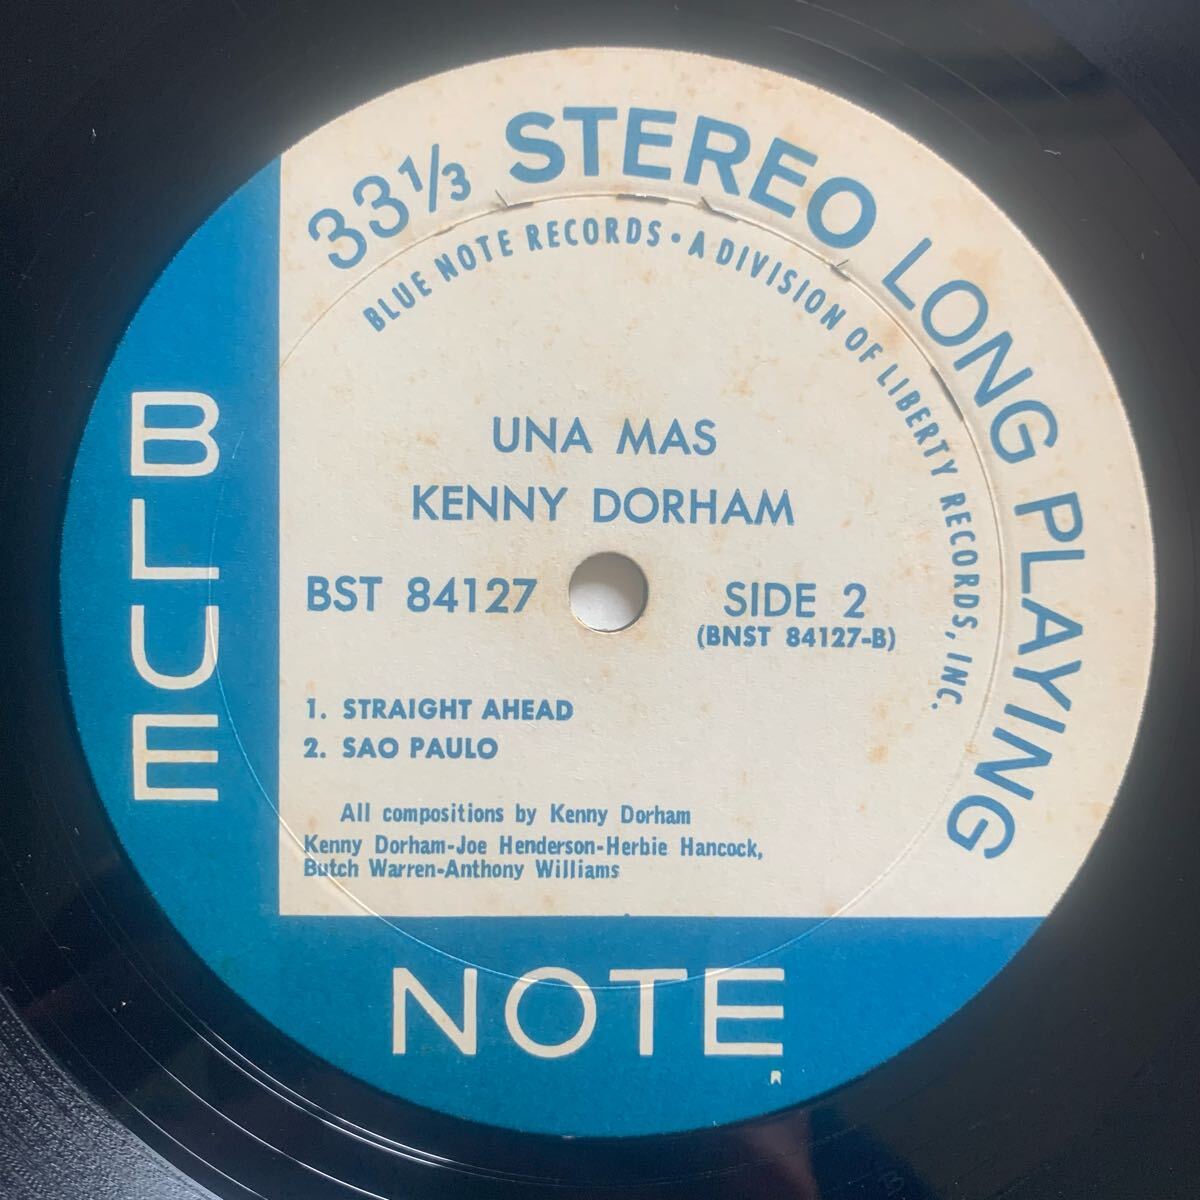 33⅓ STEREO LONG PLAYING
BLUE NOTE RECORDS • A DIVISION OF LIBERTY RECORDS, INC.
UNA MAS
KENNY DORHAM
BST 84127
SIDE 2
(BNST 84127-B)
1. STRAIGHT AHEAD
2. SAO PAULO
All compositions by Kenny Dorham
Kenny Dorham-Joe Henderson-Herbie Hancock,
Butch Warren-Anthony Williams
BLUE
NOTE
R